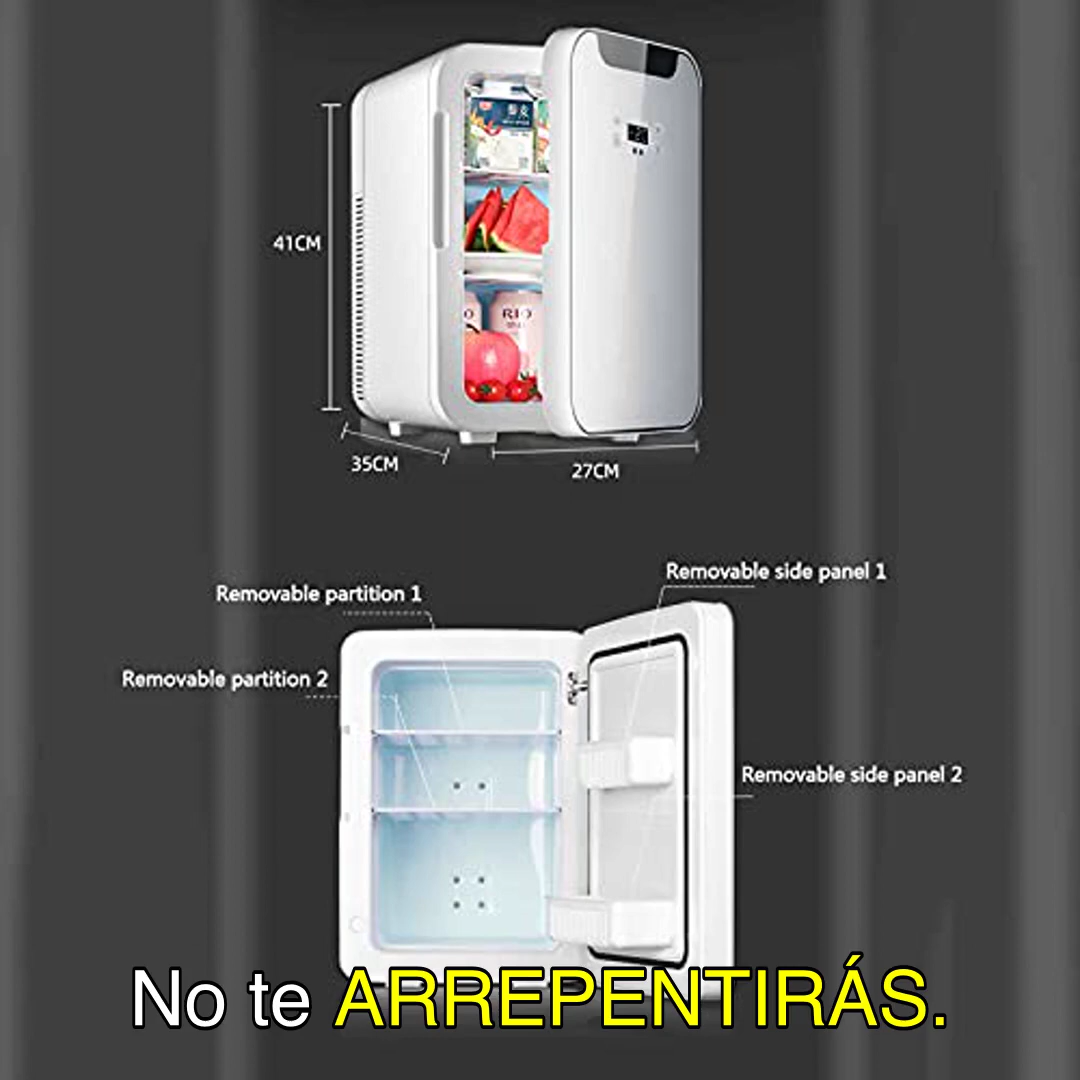 41CM
RIO
35CM
27CM
Removable side panel 1
Removable partition 1
Removable partition 2
Removable side panel 2
No te ARREPENTIRÁS.